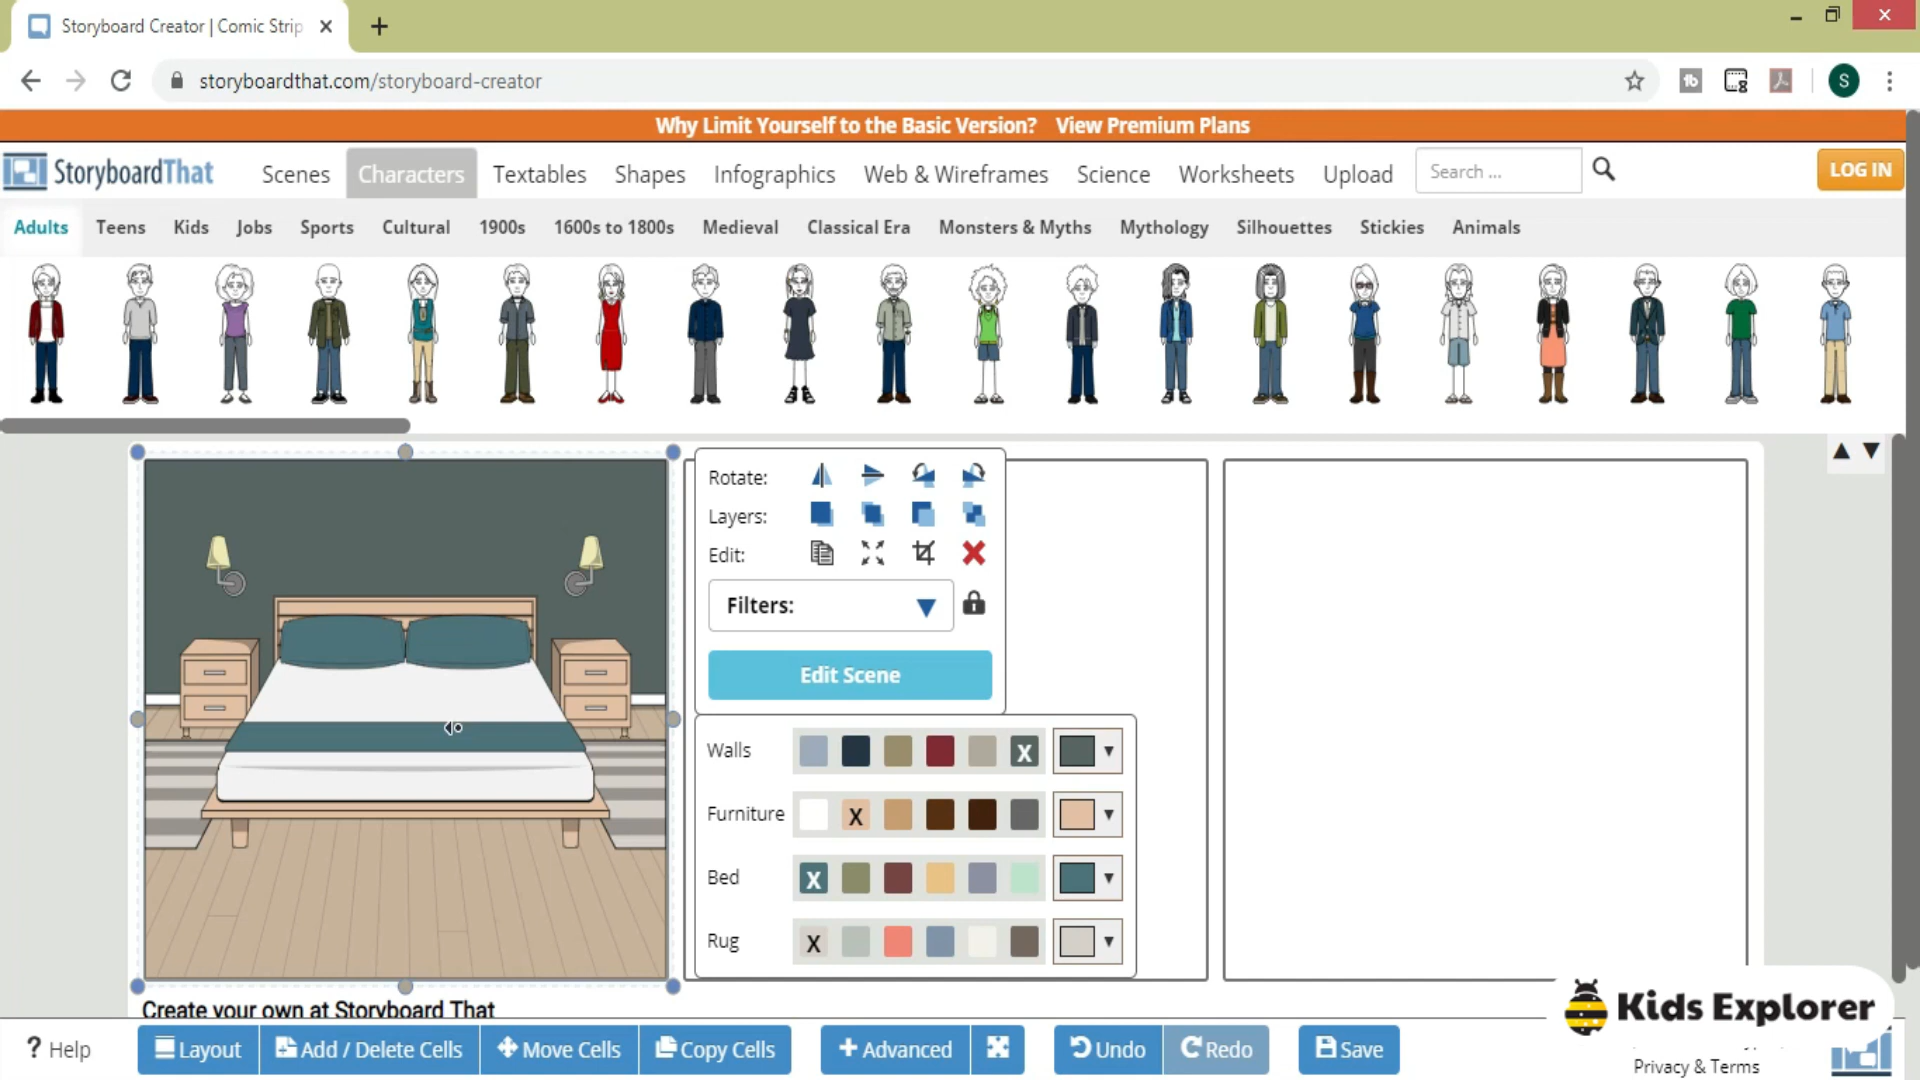 Storyboard Creator | Comic Strip
storyboardthat.com/storyboard-creator
S
Why Limit Yourself to the Basic Version? View Premium Plans
StoryboardThat
Scenes Characters Textables Shapes Infographics Web & Wireframes Science Worksheets Upload Search ... LOG IN
Adults Teens Kids Jobs Sports Cultural 1900s 1600s to 1800s Medieval Classical Era Monsters & Myths Mythology Silhouettes Stickies Animals
Rotate:
Layers:
Edit:
Filters:
Edit Scene
Walls X
Furniture X
Bed X
Rug X
Create your own at Storyboard That
Kids Explorer
? Help Layout Add / Delete Cells Move Cells Copy Cells + Advanced Undo Redo Save
Privacy & Terms